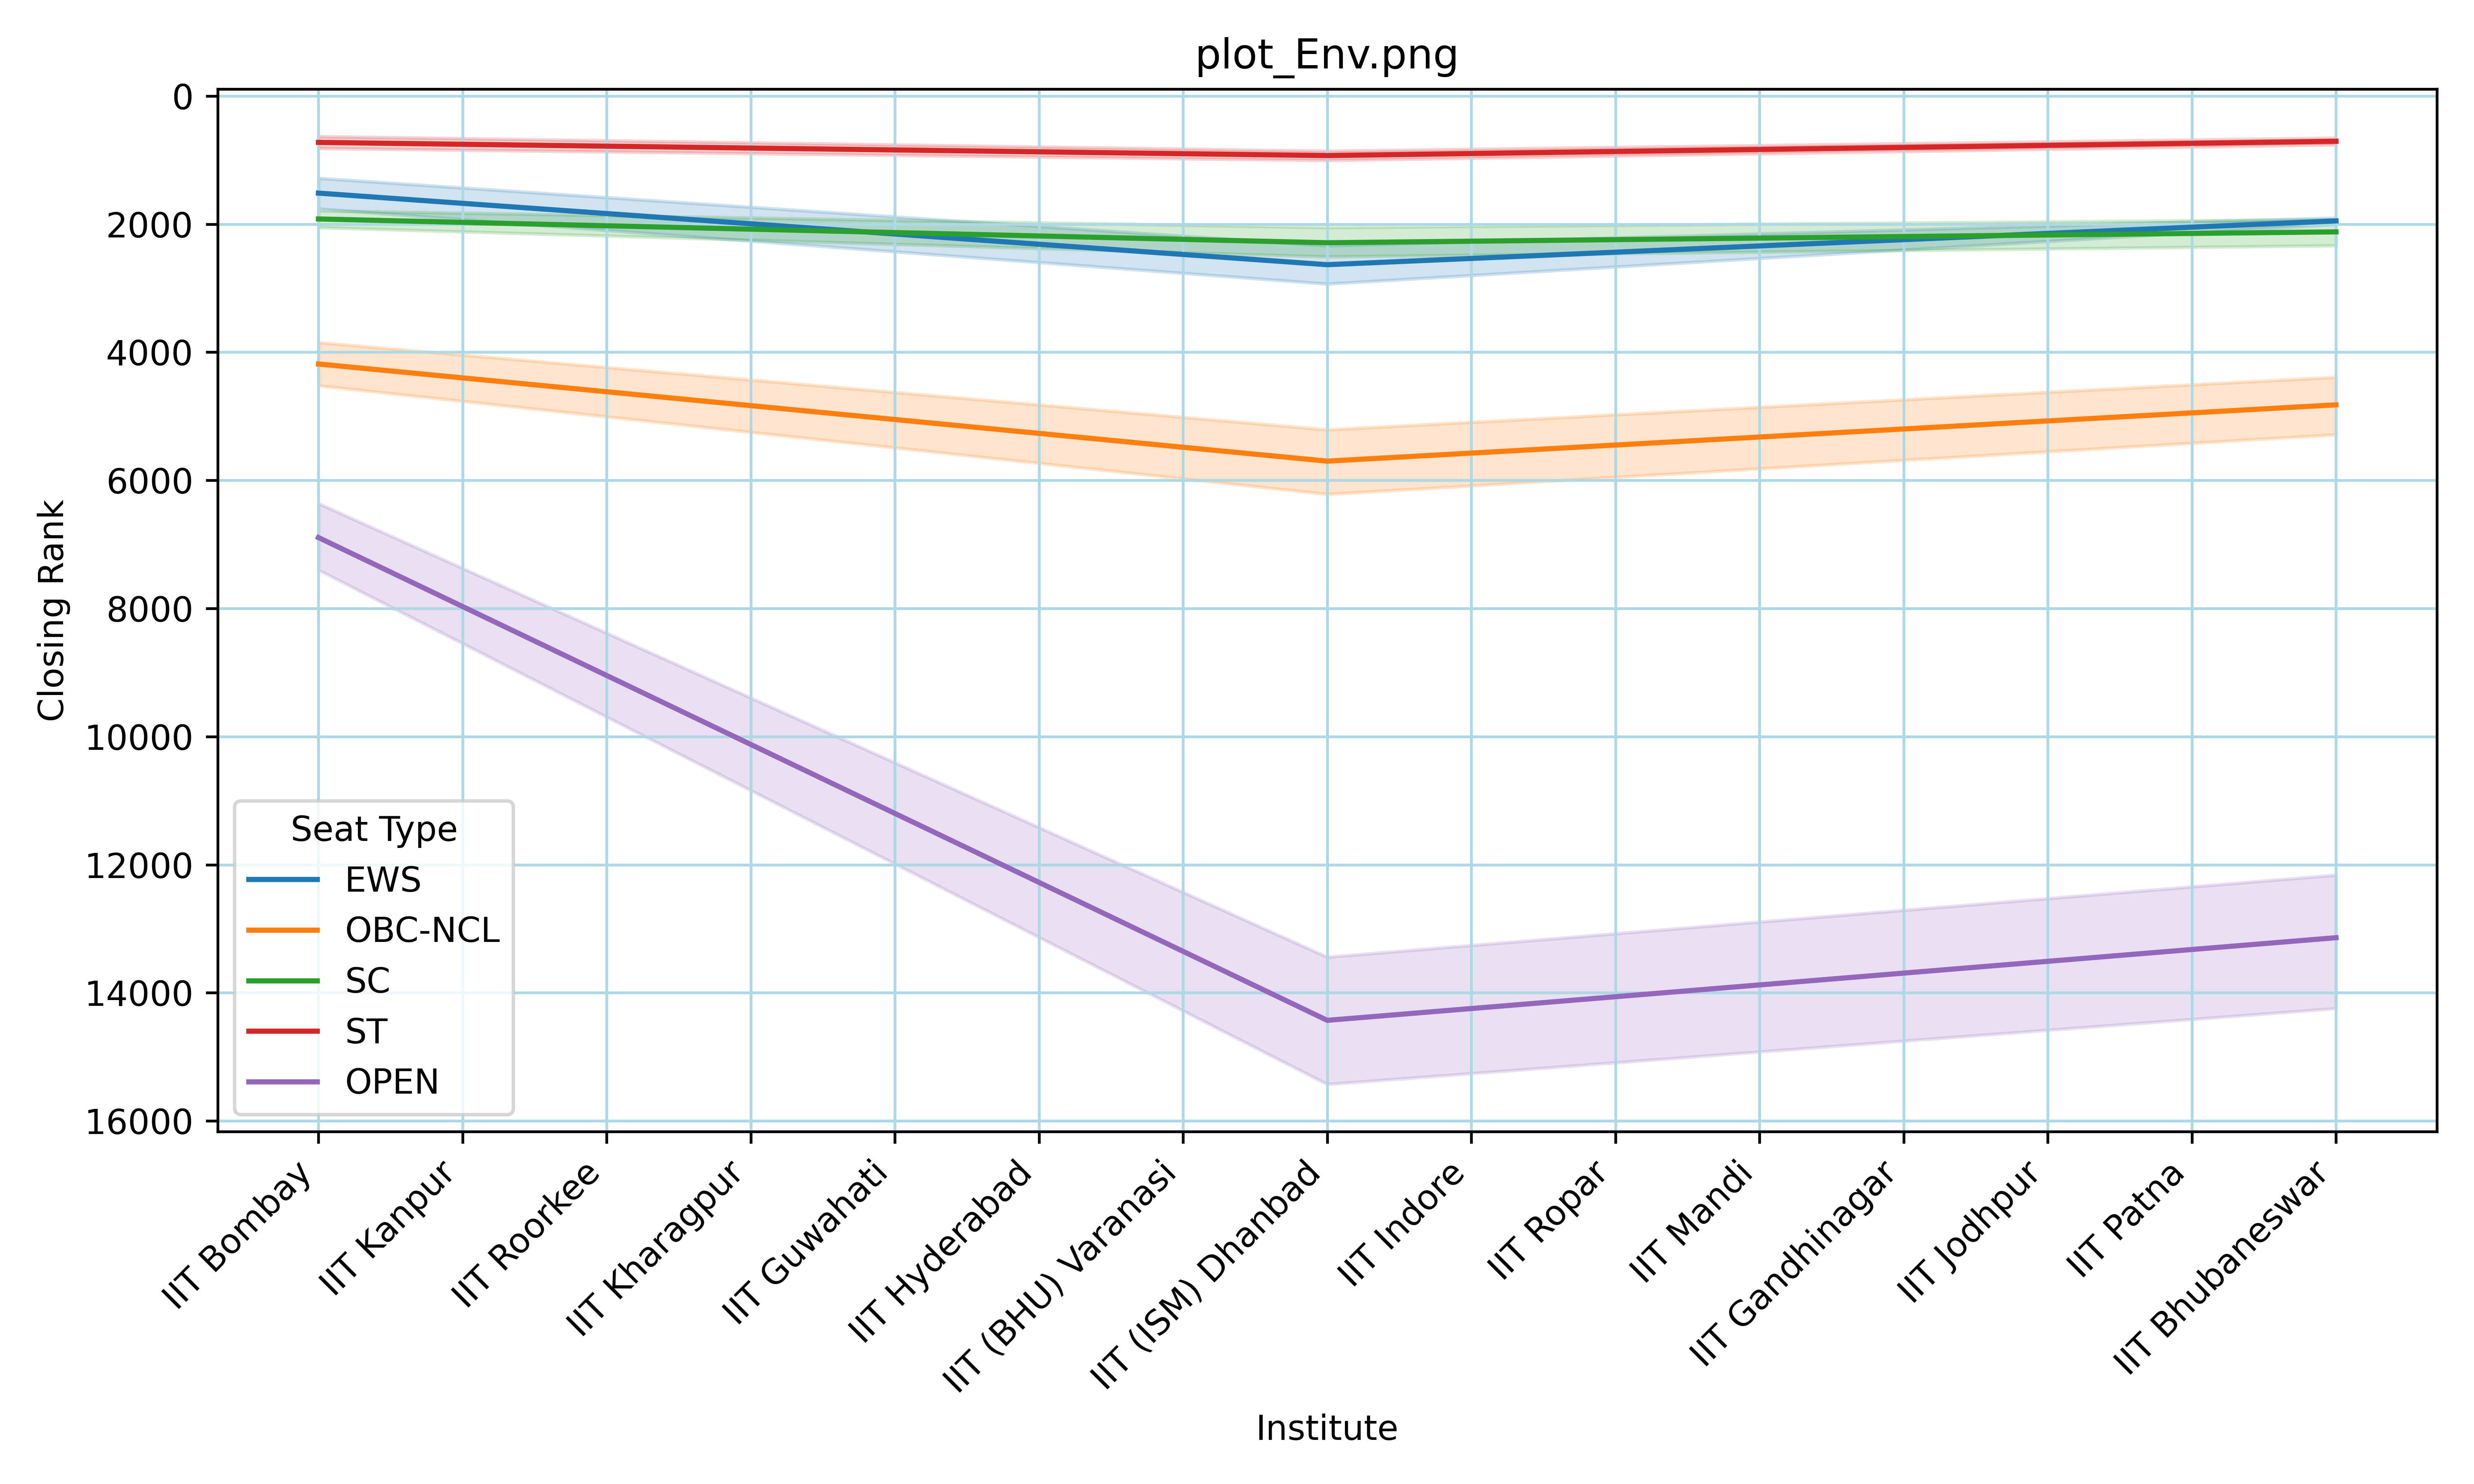 plot_Env.png
Closing Rank
0
2000
4000
6000
8000
10000
12000
14000
16000
Seat Type
EWS
OBC-NCL
SC
ST
OPEN
IIT Bombay
IIT Kanpur
IIT Roorkee
IIT Kharagpur
IIT Guwahati
IIT Hyderabad
IIT (BHU) Varanasi
IIT (ISM) Dhanbad
IIT Indore
IIT Ropar
IIT Mandi
IIT Gandhinagar
IIT Jodhpur
IIT Patna
IIT Bhubaneswar
Institute